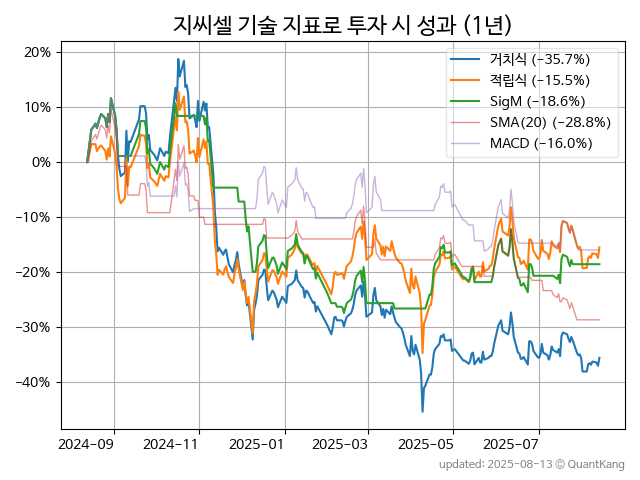 지씨셀 기술 지표로 투자 시 성과 (1년)
20%
10%
0%
−10%
−20%
−30%
−40%
거치식 (−35.7%)
적립식 (−15.5%)
SigM (−18.6%)
SMA(20) (−28.8%)
MACD (−16.0%)
2024-09
2024-11
2025-01
2025-03
2025-05
2025-07
updated: 2025-08-13 © QuantKang